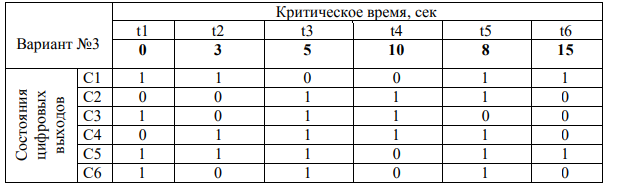 Критическое время, сек
Вариант №3
t1 t2 t3 t4 t5 t6
0 3 5 10 8 15
Состояния
цифровых
выходов
C1 1 1 0 0 1 1
C2 0 0 1 1 1 0
C3 1 0 1 1 0 0
C4 0 1 1 1 1 0
C5 1 1 1 0 1 1
C6 1 0 1 0 1 0